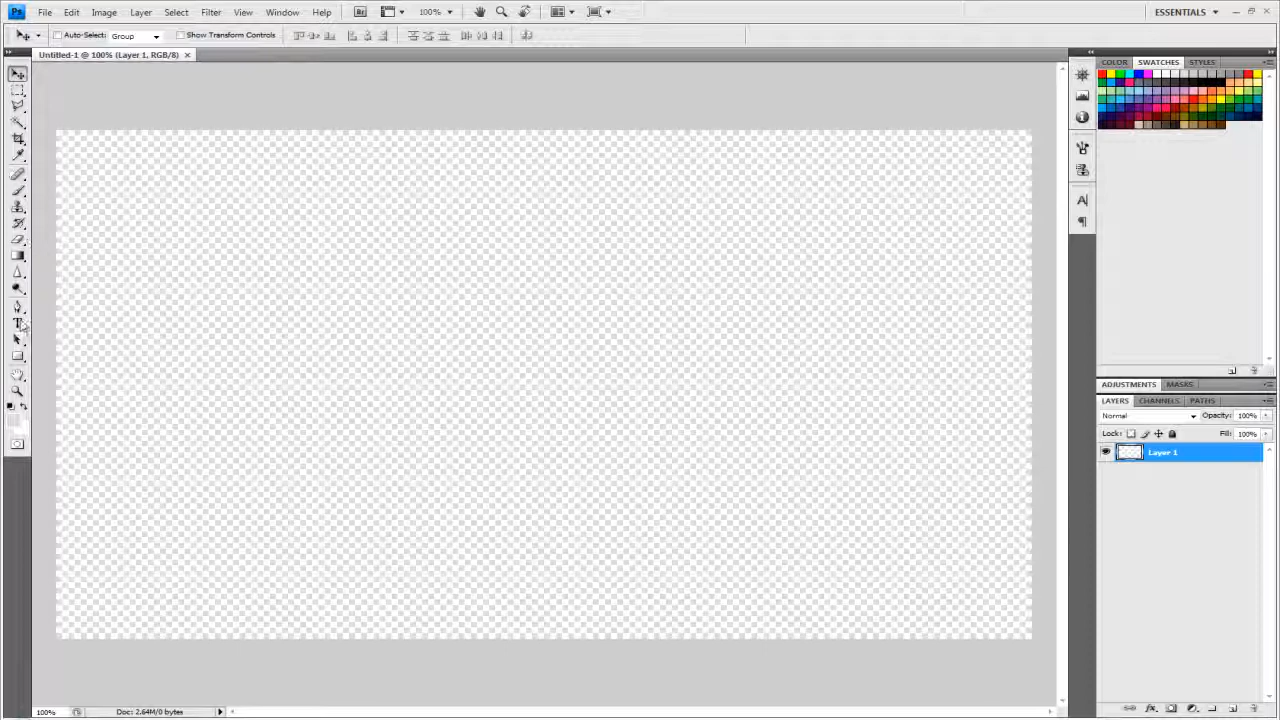 Ps File Edit Image Layer Select Filter View Window Help Br 100% ESSENTIALS
Auto-Select: Group Show Transform Controls
Untitled-1 @ 100% (Layer 1, RGB/8)
COLOR SWATCHES STYLES
T
A
ADJUSTMENTS MASKS
LAYERS CHANNELS PATHS
Normal Opacity: 100%
Lock: Fill: 100%
Layer 1
fx
100% Doc: 2.64M/0 bytes